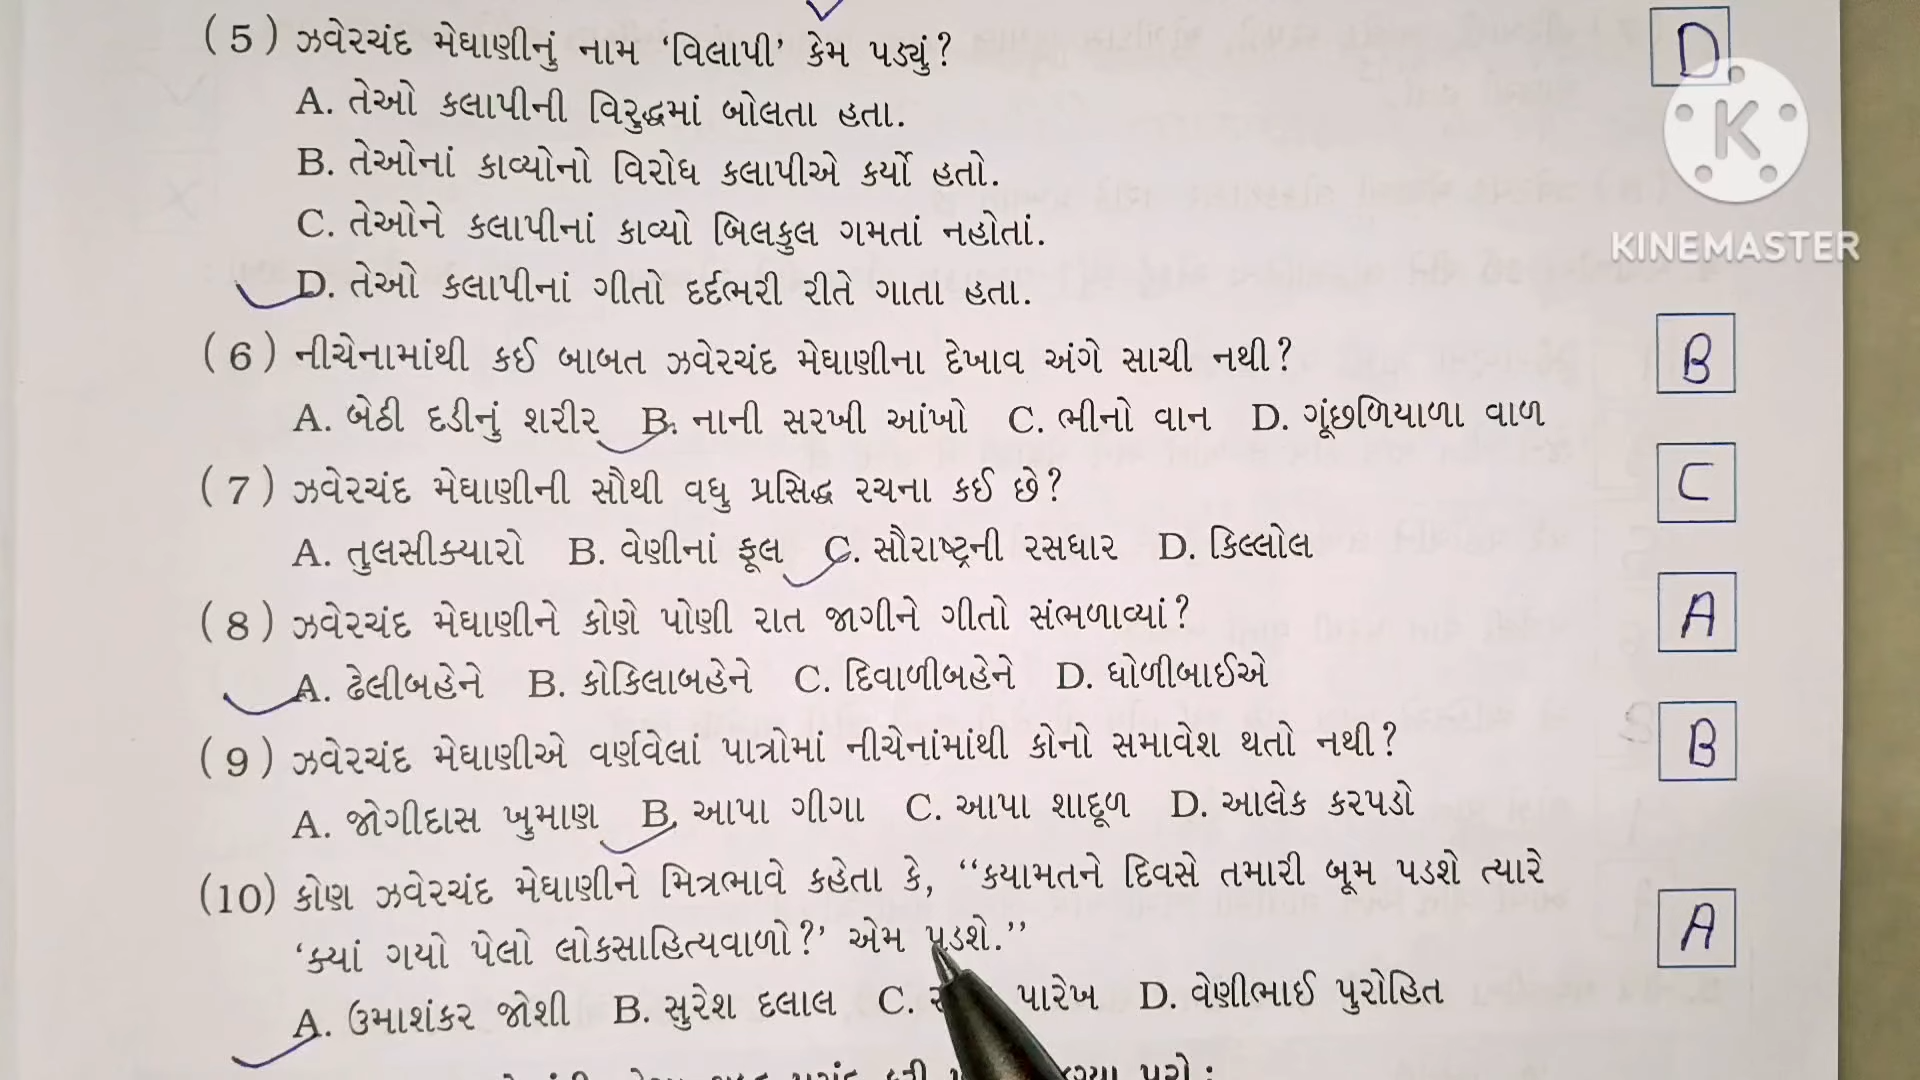 (5) ઝવેરચંદ મેઘાણીનું નામ ‘વિલાપી’ કેમ પડ્યું? D
A. તેઓ કલાપીની વિરુદ્ધમાં બોલતા હતા.
B. તેઓનાં કાવ્યોનો વિરોધ કલાપીએ કર્યો હતો.
C. તેઓને કલાપીનાં કાવ્યો બિલકુલ ગમતાં નહોતાં.
D. તેઓ કલાપીનાં ગીતો દર્દભરી રીતે ગાતા હતા.
K
KINEMASTER
(6) નીચેનામાંથી કઈ બાબત ઝવેરચંદ મેઘાણીના દેખાવ અંગે સાચી નથી? B
A. બેઠી દડીનું શરીર B. નાની સરખી આંખો C. ભીનો વાન D. ગૂંછળિયાળા વાળ
(7) ઝવેરચંદ મેઘાણીની સૌથી વધુ પ્રસિદ્ધ રચના કઈ છે? C
A. તુલસીક્યારો B. વેણીનાં ફૂલ C. સૌરાષ્ટ્રની રસધાર D. કિલ્લોલ
(8) ઝવેરચંદ મેઘાણીને કોણે પોણી રાત જાગીને ગીતો સંભળાવ્યાં? A
A. ઢેલીબહેને B. કોકિલાબહેને C. દિવાળીબહેને D. ધોળીબાઈએ
(9) ઝવેરચંદ મેઘાણીએ વર્ણવેલાં પાત્રોમાં નીચેનાંમાંથી કોનો સમાવેશ થતો નથી? B
A. જોગીદાસ ખુમાણ B. આપા ગીગા C. આપા શાદૂળ D. આલેક કરપડો
(10) કોણ ઝવેરચંદ મેઘાણીને મિત્રભાવે કહેતા કે, “કયામતને દિવસે તમારી બૂમ પડશે ત્યારે
‘ક્યાં ગયો પેલો લોકસાહિત્યવાળો?’ એમ પડશે.” A
A. ઉમાશંકર જોશી B. સુરેશ દલાલ C. પારેખ D. વેણીભાઈ પુરોહિત